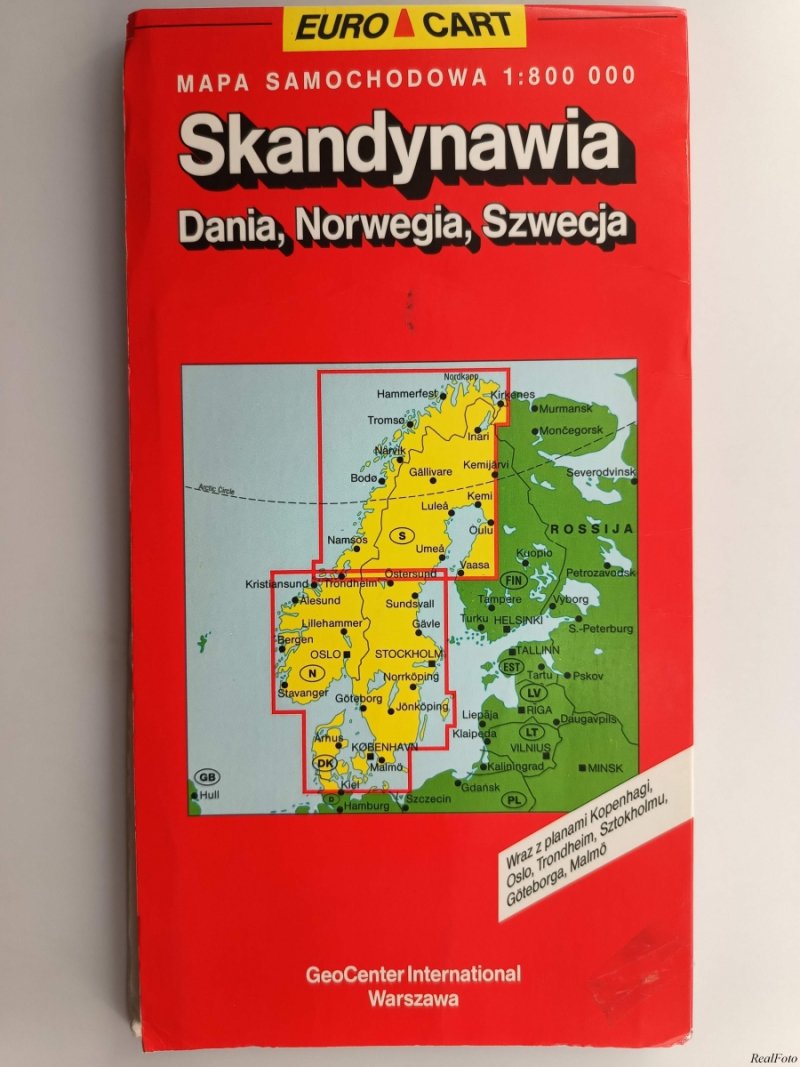 EURO CART
MAPA SAMOCHODOWA 1:800 000
Skandynawia
Dania, Norwegia, Szwecja
Nordkapp
Hammerfest
Kirkenes
Murmansk
Tromsø
Mončegorsk
Inari
Narvik
Kemijärvi
Gällivare
Severodvinsk
Bodø
Arctic Circle
Kemi
Luleå
ROSSIJA
Oulu
S
Namsos
Umeå
Kuopio
Vaasa
Petrozavodsk
Östersund
Kristiansund
Trondheim
FIN
Ålesund
Sundsvall
Tampere
Vyborg
Lillehammer
Gävle
Turku
HELSINKI
S.-Peterburg
Bergen
OSLO
STOCKHOLM
TALLINN
EST
N
Tartu
Pskov
Norrköping
Stavanger
LV
Göteborg
Jönköping
RIGA
Liepāja
Daugavpils
Klaipeda
LT
Århus
KØBENHAVN
VILNIUS
DK
Malmö
Kaliningrad
MINSK
GB
Kiel
Gdańsk
Hull
D
Hamburg
Szczecin
PL
Wraz z planami Kopenhagi,
Oslo, Trondheim, Sztokholmu,
Göteborga, Malmö
GeoCenter International
Warszawa
RealFoto